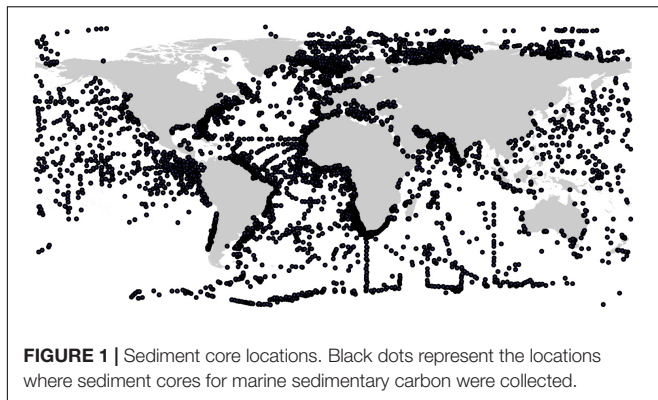 FIGURE 1 | Sediment core locations. Black dots represent the locations
where sediment cores for marine sedimentary carbon were collected.